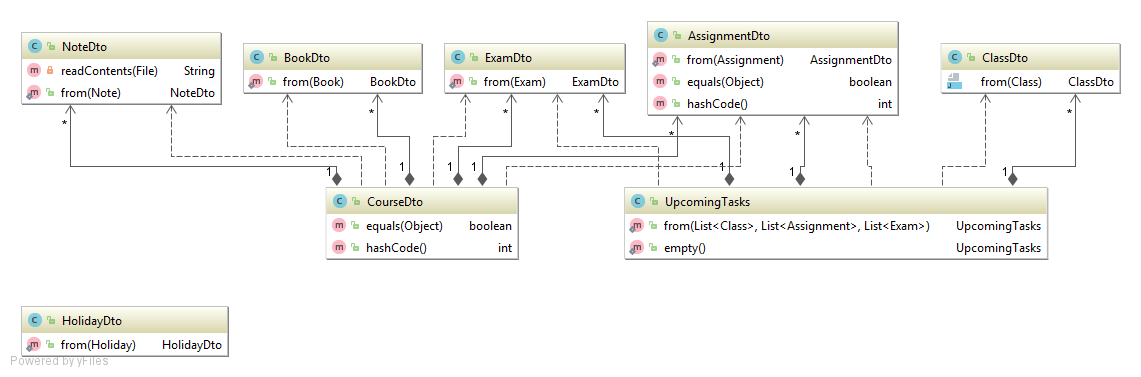 NoteDto
readContents(File) String
from(Note) NoteDto
BookDto
from(Book) BookDto
ExamDto
from(Exam) ExamDto
AssignmentDto
from(Assignment) AssignmentDto
equals(Object) boolean
hashCode() int
ClassDto
from(Class) ClassDto
* * * * * * *
1 1 1 1 1 1 1
CourseDto
equals(Object) boolean
hashCode() int
UpcomingTasks
from(List<Class>, List<Assignment>, List<Exam>) UpcomingTasks
empty() UpcomingTasks
HolidayDto
from(Holiday) HolidayDto
Powered by yFiles